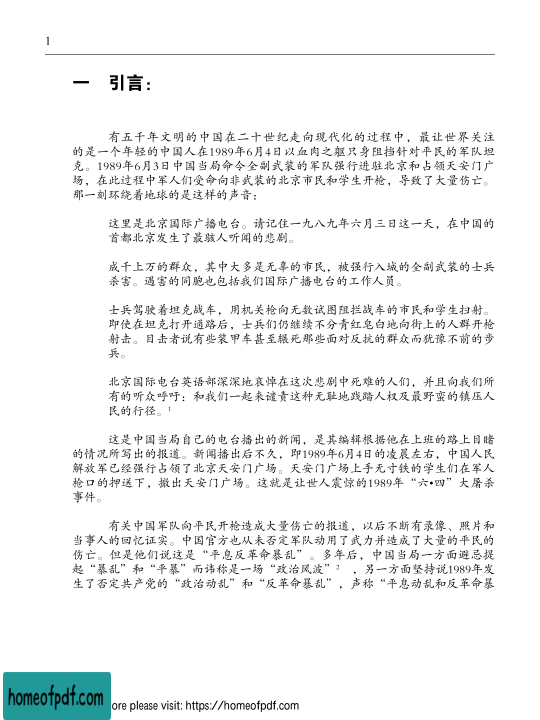 1
一　引言：
有五千年文明的中国在二十世纪走向现代化的过程中，最让世界关注
的是一个年轻的中国人在1989年6月4日以血肉之躯只身阻挡针对平民的军队坦
克。1989年6月3日中国当局命令全副武装的军队强行进驻北京和占领天安门广
场，在此过程中军人们受命向非武装的北京市民和学生开枪，导致了大量伤亡。
那一刻环绕着地球的是这样的声音：
这里是北京国际广播电台。请记住一九八九年六月三日这一天，在中国的
首都北京发生了最骇人听闻的悲剧。
成千上万的群众，其中大多是无辜的市民，被强行入城的全副武装的士兵
杀害。遇害的同胞也包括我们国际广播电台的工作人员。
士兵驾驶着坦克战车，用机关枪向无数试图阻拦战车的市民和学生扫射。
即使在坦克打开通路后，士兵们仍继续不分青红皂白地向街上的人群开枪
射击。目击者说有些装甲车甚至辗死那些面对反抗的群众而犹豫不前的步
兵。
北京国际电台英语部深深地哀悼在这次悲剧中死难的人们，并且向我们所
有的听众呼吁：和我们一起来谴责这种无耻地践踏人权及最野蛮的镇压人
民的行径。1
这是中国当局自己的电台播出的新闻，是其编辑根据他在上班的路上目睹
的情况所写出的报道。新闻播出后不久，即1989年6月4日的凌晨左右，中国人民
解放军已经强行占领了北京天安门广场。天安门广场上手无寸铁的学生们在军人
枪口的押送下，撤出天安门广场。这就是让世人震惊的1989年“六•四”大屠杀
事件。
有关中国军队向平民开枪造成大量伤亡的报道，以后不断有录像、照片和
当事人的回忆证实。中国官方也从未否定军队动用了武力并造成了大量的平民的
伤亡。但是他们说这是“平息反革命暴乱”。多年后，中国当局一方面避忌提
起“暴乱”和“平暴”而讳称是一场“政治风波”2 ，另一方面坚持说1989年发
生了否定共产党的“政治动乱”和“反革命暴乱”，声称“平息动乱和反革命暴
homeofpdf.com
ore please visit: https://homeofpdf.com